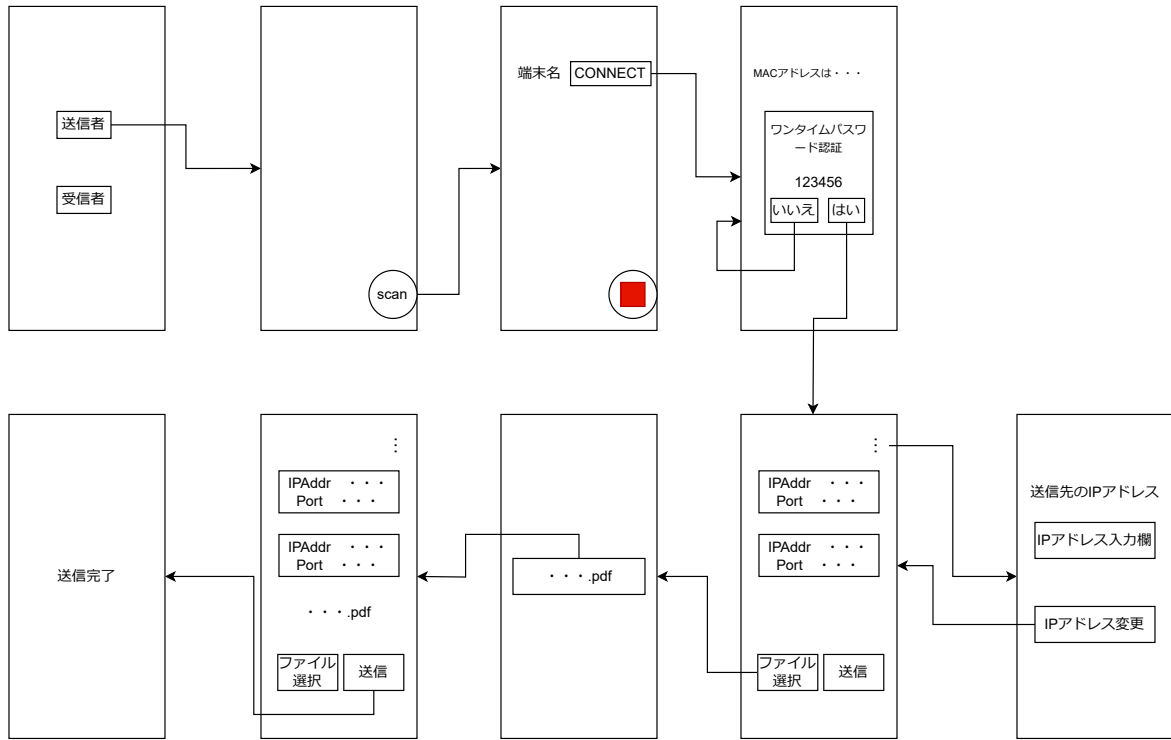 送信者
受信者
scan
端末名 CONNECT
MACアドレスは・・・
ワンタイムパスワ
ード認証
123456
いいえ はい
送信完了
⋮
IPAddr ・・・
Port ・・・
IPAddr ・・・
Port ・・・
・・・.pdf
ファイル
選択
送信
・・・.pdf
⋮
IPAddr ・・・
Port ・・・
IPAddr ・・・
Port ・・・
ファイル
選択
送信
送信先のIPアドレス
IPアドレス入力欄
IPアドレス変更